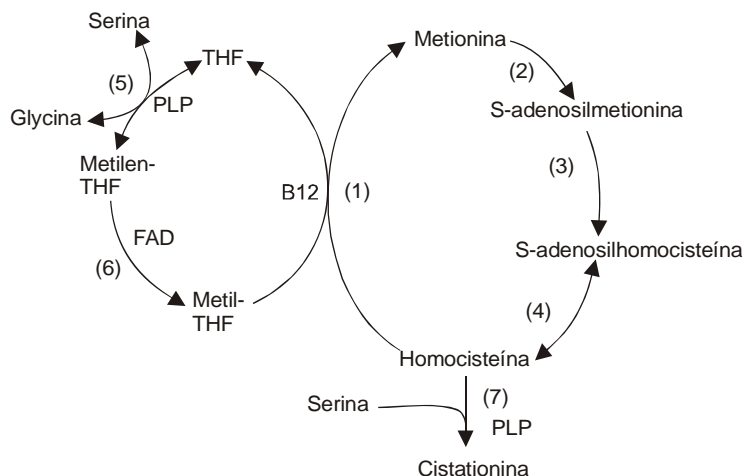 Serina
THF
Metionina
(5)
(2)
PLP
Glycina
S-adenosilmetionina
Metilen-
THF
(3)
B12
(1)
FAD
S-adenosilhomocisteína
(6)
Metil-
THF
(4)
Homocisteína
(7)
Serina
PLP
Cistationina